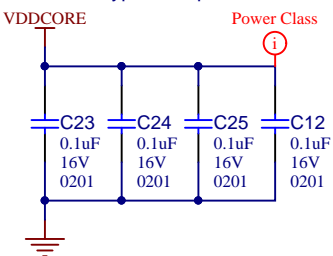 VDDCORE
Power Class
i
C23
0.1uF
16V
0201
C24
0.1uF
16V
0201
C25
0.1uF
16V
0201
C12
0.1uF
16V
0201